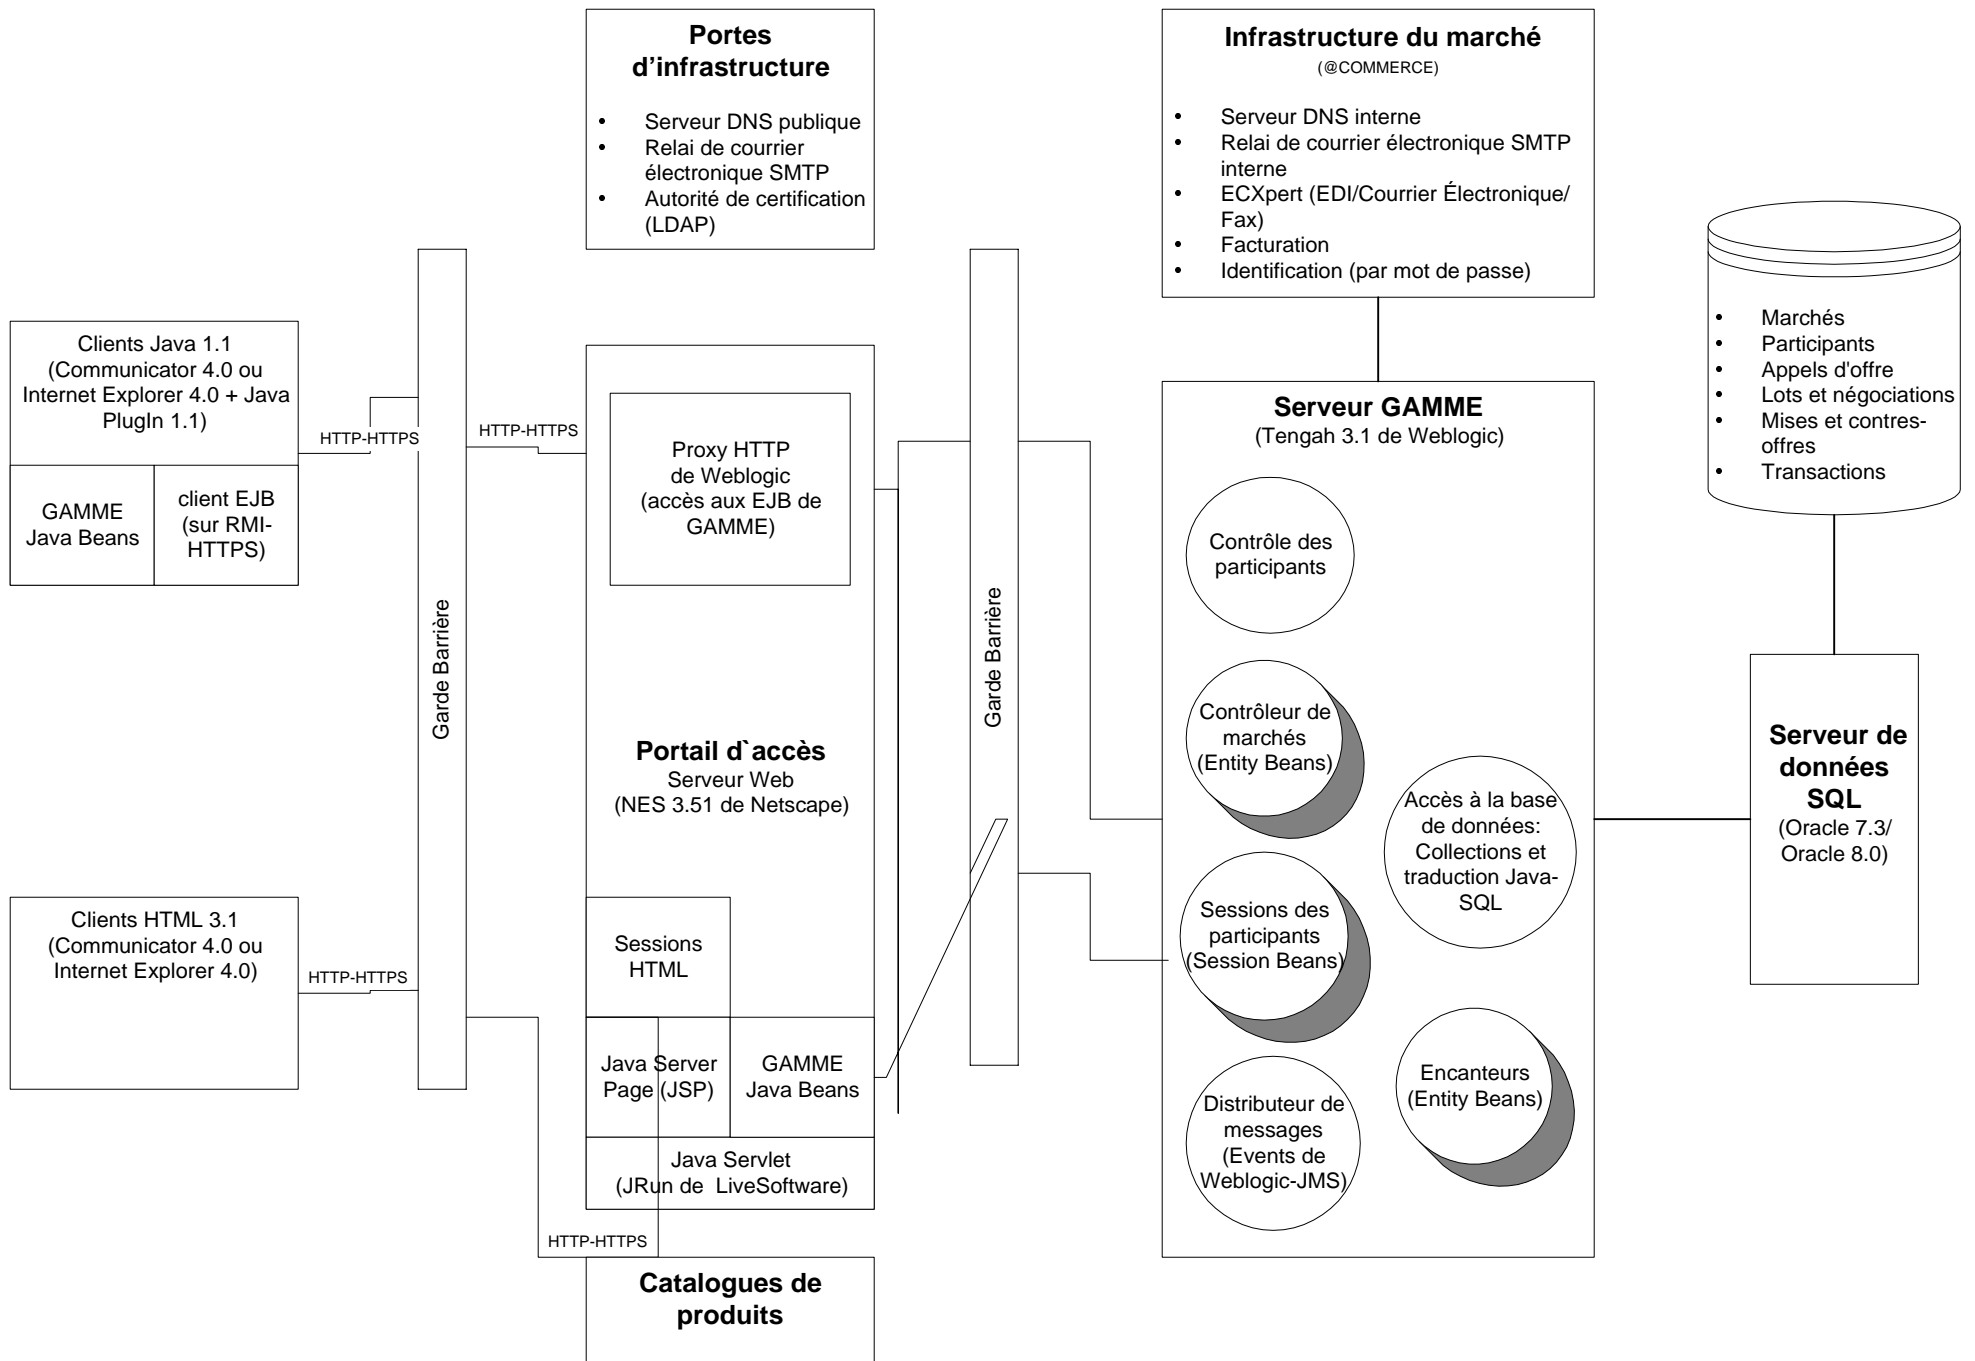 Portes
d'infrastructure
• Serveur DNS publique
• Relai de courrier
électronique SMTP
• Autorité de certification
(LDAP)
Infrastructure du marché
(@COMMERCE)
• Serveur DNS interne
• Relai de courrier électronique SMTP
interne
• ECXpert (EDI/Courrier Électronique/
Fax)
• Facturation
• Identification (par mot de passe)
• Marchés
• Participants
• Appels d'offre
• Lots et négociations
• Mises et contres-
offres
• Transactions
Clients Java 1.1
(Communicator 4.0 ou
Internet Explorer 4.0 + Java
PlugIn 1.1)
GAMME
Java Beans
client EJB
(sur RMI-
HTTPS)
HTTP-HTTPS
Garde Barrière
HTTP-HTTPS
Proxy HTTP
de Weblogic
(accès aux EJB de
GAMME)
Portail d`accès
Serveur Web
(NES 3.51 de Netscape)
Garde Barrière
Serveur GAMME
(Tengah 3.1 de Weblogic)
Contrôle des
participants
Contrôleur de
marchés
(Entity Beans)
Accès à la base
de données:
Collections et
traduction Java-
SQL
Sessions des
participants
(Session Beans)
Encanteurs
(Entity Beans)
Distributeur de
messages
(Events de
Weblogic-JMS)
Serveur de
données
SQL
(Oracle 7.3/
Oracle 8.0)
Clients HTML 3.1
(Communicator 4.0 ou
Internet Explorer 4.0)
HTTP-HTTPS
Sessions
HTML
Java Server
Page (JSP)
GAMME
Java Beans
Java Servlet
(JRun de LiveSoftware)
HTTP-HTTPS
Catalogues de
produits